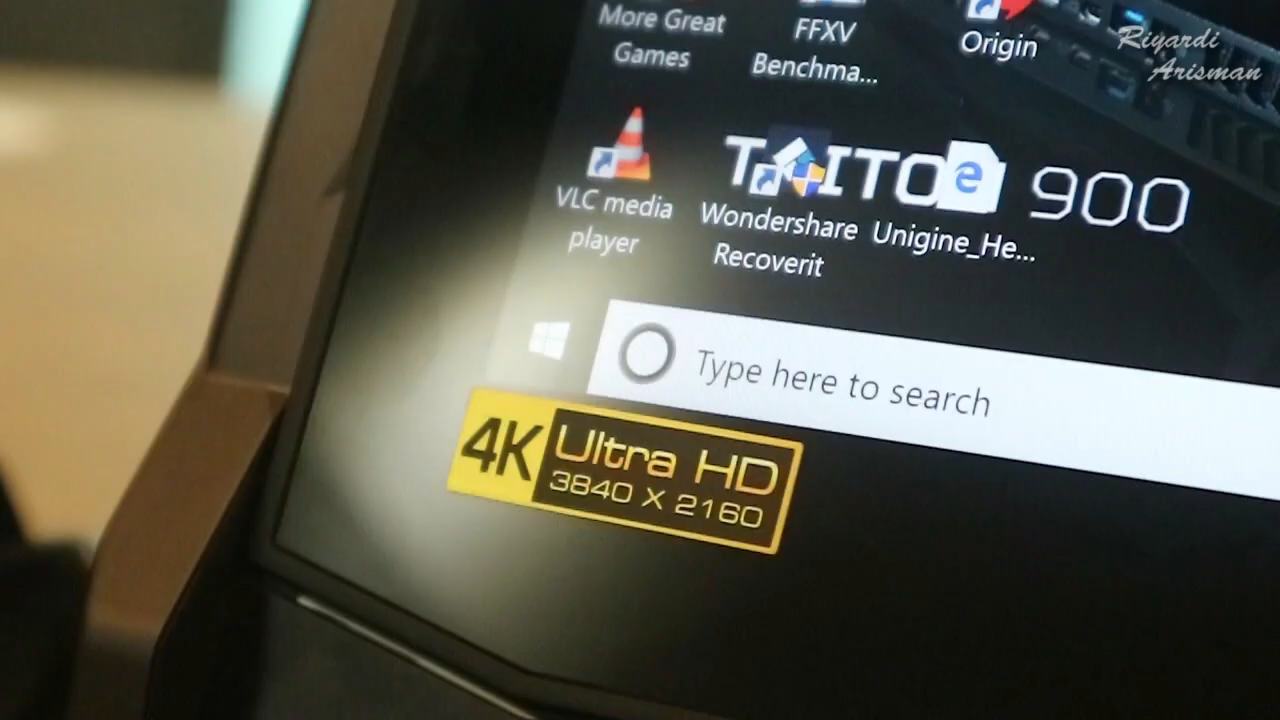 More Great
Games
FFXV
Benchma...
Origin
Riyardi
Arisman
VLC media
player
Wondershare
Recoverit
Unigine_He...
900
Type here to search
4K
Ultra HD
3840 X 2160